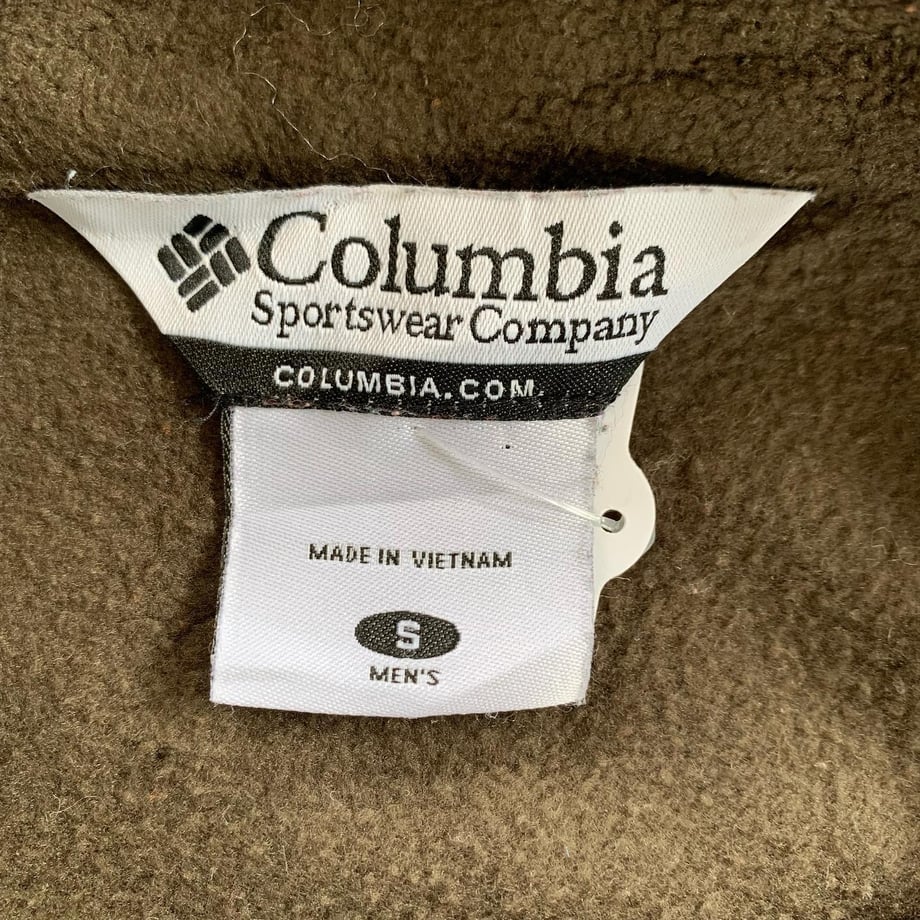 Columbia
Sportswear Company
COLUMBIA.COM
MADE IN VIETNAM
S
MEN'S